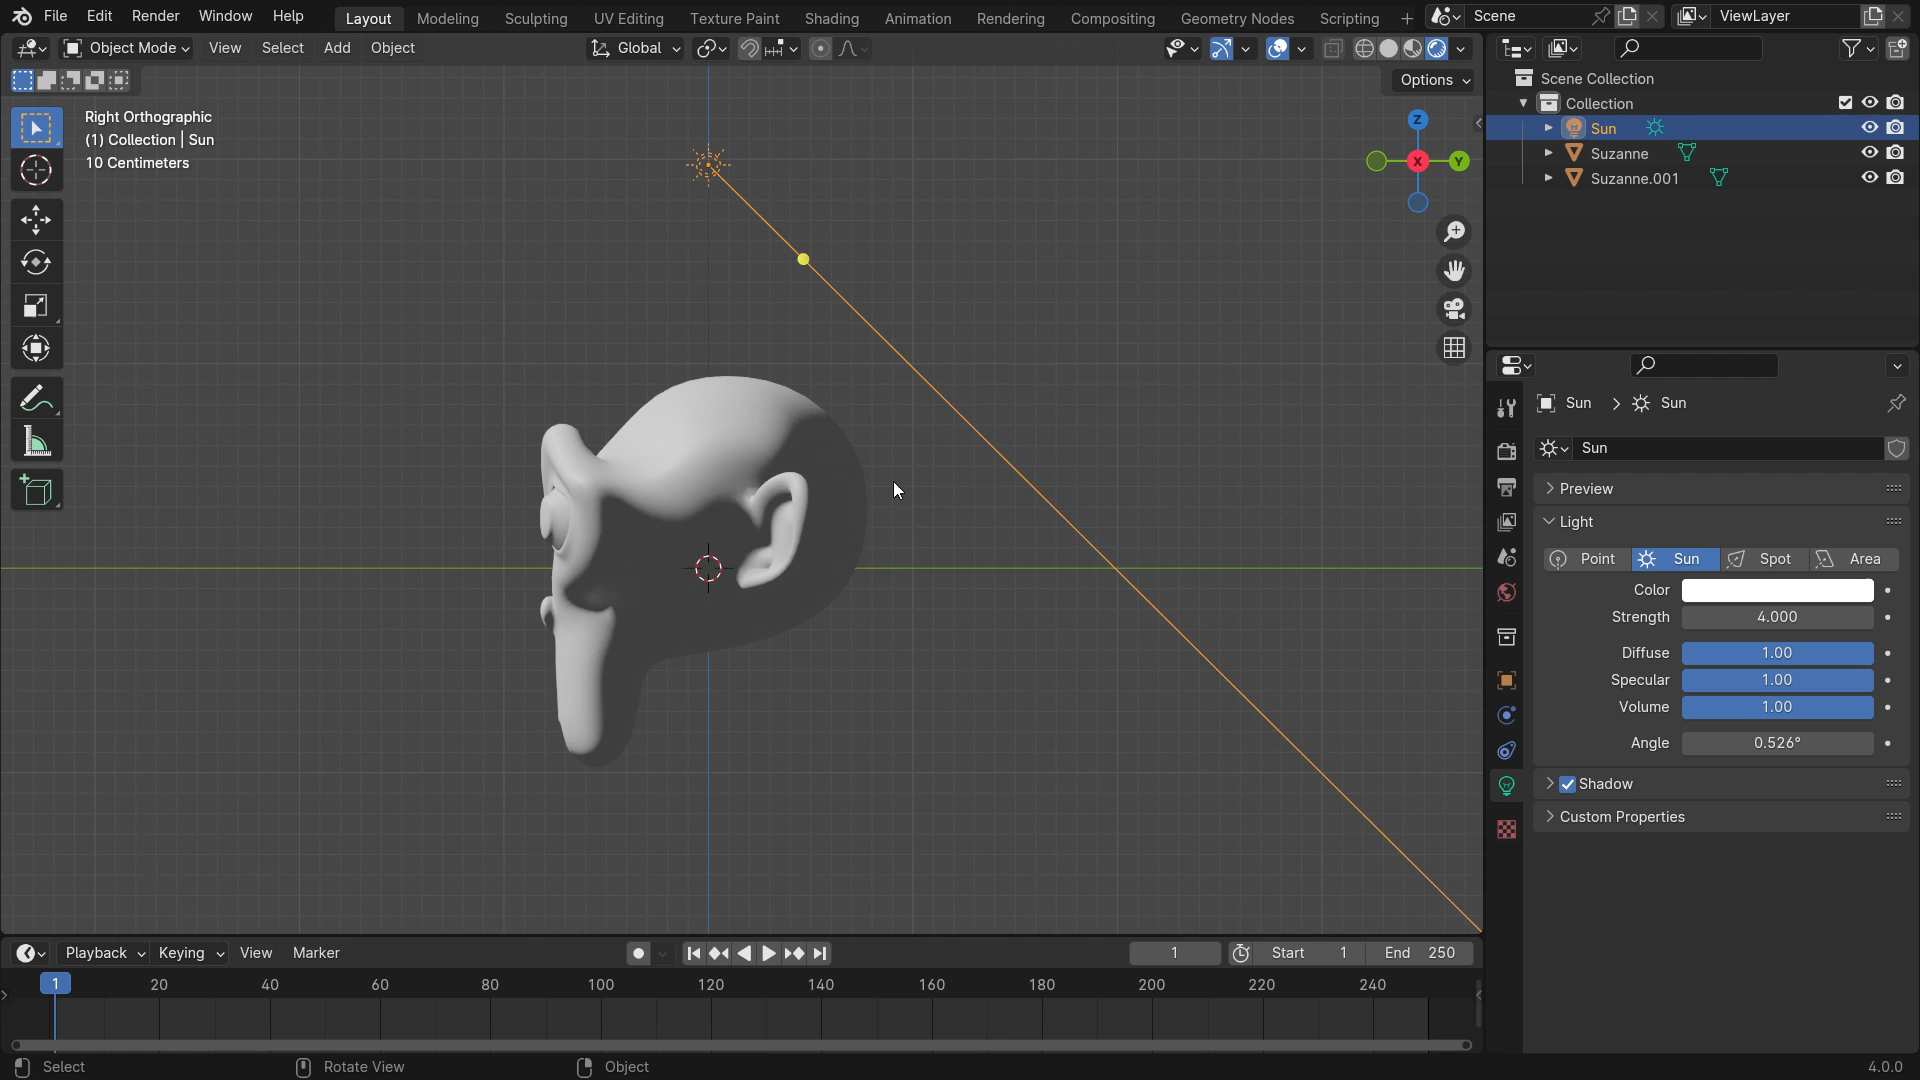 File Edit Render Window Help Layout Modeling Sculpting UV Editing Texture Paint Shading Animation Rendering Compositing Geometry Nodes Scripting + Scene ViewLayer
Object Mode View Select Add Object Global
Options
Right Orthographic
(1) Collection | Sun
10 Centimeters
Z
X Y
Scene Collection
Collection
Sun
Suzanne
Suzanne.001
Sun > Sun
Sun
Preview
Light
Point Sun Spot Area
Color
Strength 4.000
Diffuse 1.00
Specular 1.00
Volume 1.00
Angle 0.526°
Shadow
Custom Properties
Playback Keying View Marker 1 Start 1 End 250
1 20 40 60 80 100 120 140 160 180 200 220 240
Select Rotate View Object 4.0.0